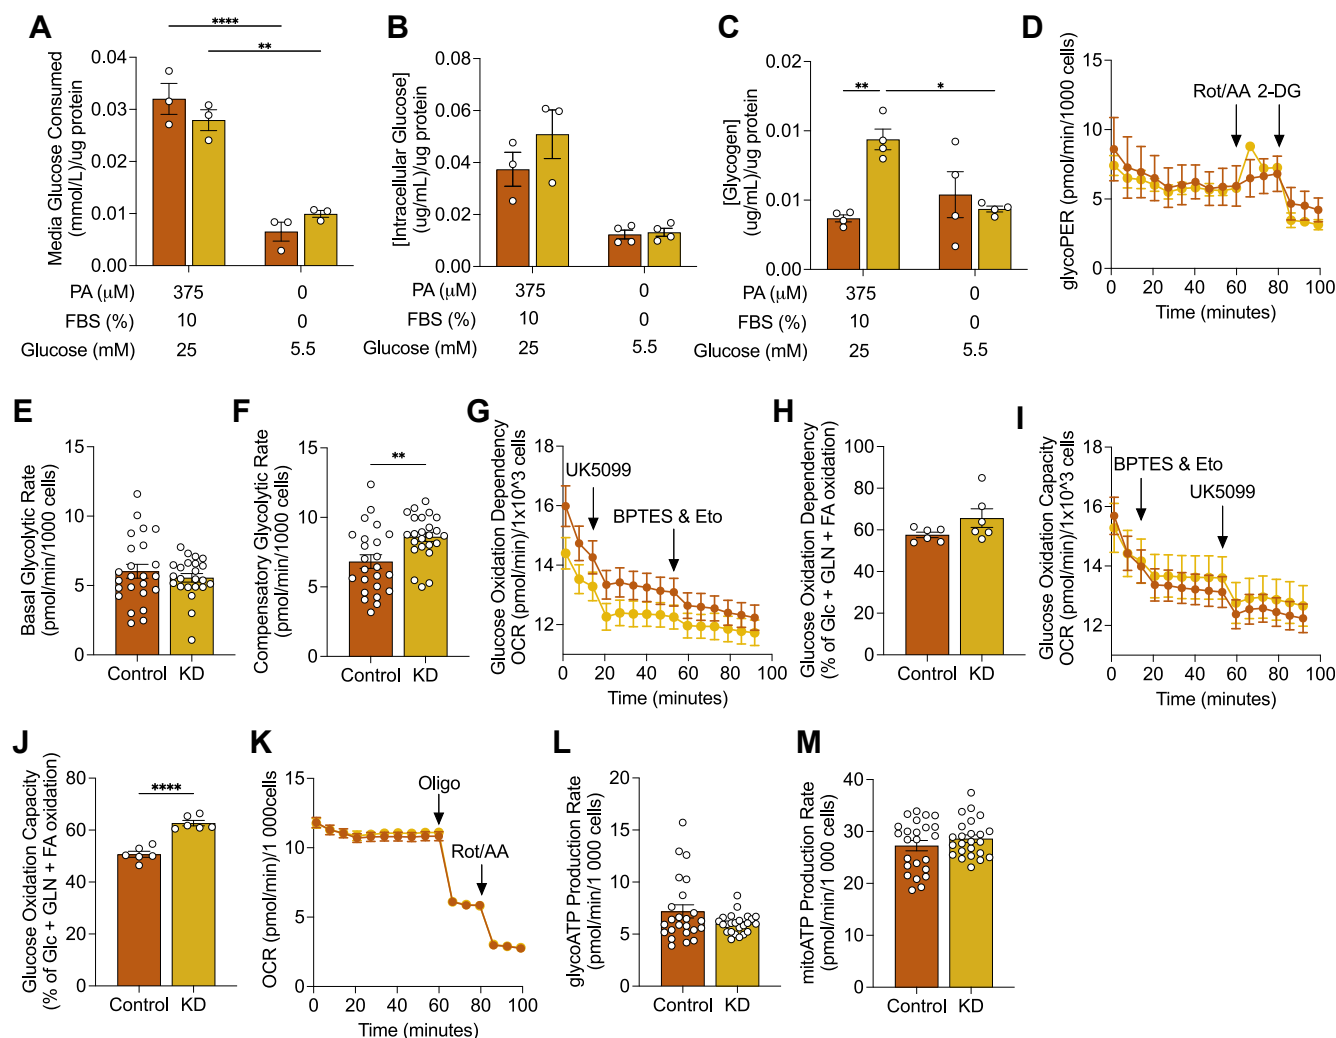 A
****
**
Media Glucose Consumed
(mmol/L)/ug protein
0.04
0.03
0.02
0.01
0.00
PA (μM) 375 0
FBS (%) 10 0
Glucose (mM) 25 5.5
B
[Intracellular Glucose]
(ug/mL)/ug protein
0.08
0.06
0.04
0.02
0.00
PA (μM) 375 0
FBS (%) 10 0
Glucose (mM) 25 5.5
C
**
*
[Glycogen]
(ug/mL)/ug protein
0.02
0.01
0.01
0.00
PA (μM) 375 0
FBS (%) 10 0
Glucose (mM) 25 5.5
D
glycoPER (pmol/min/1000 cells)
15
10
5
0
Rot/AA 2-DG
0 20 40 60 80 100
Time (minutes)
E
Basal Glycolytic Rate
(pmol/min/1000 cells)
15
10
5
0
Control KD
F
Compensatory Glycolytic Rate
(pmol/min/1000 cells)
15
10
5
0
**
Control KD
G
Glucose Oxidation Dependency
OCR (pmol/min)/1x10^3 cells
18
16
14
12
UK5099
BPTES & Eto
0 20 40 60 80 100
Time (minutes)
H
Glucose Oxidation Dependency
(% of Glc + GLN + FA oxidation)
100
80
60
40
20
0
Control KD
I
Glucose Oxidation Capacity
OCR (pmol/min)/1x10^3 cells
18
16
14
12
BPTES & Eto
UK5099
0 20 40 60 80 100
Time (minutes)
J
Glucose Oxidation Capacity
(% of Glc + GLN + FA oxidation)
80
60
40
20
0
****
Control KD
K
OCR (pmol/min)/1 000cells
15
10
5
0
Oligo
Rot/AA
0 20 40 60 80 100
Time (minutes)
L
glycoATP Production Rate
(pmol/min/1 000 cells)
20
15
10
5
0
Control KD
M
mitoATP Production Rate
(pmol/min/1 000 cells)
40
30
20
10
0
Control KD